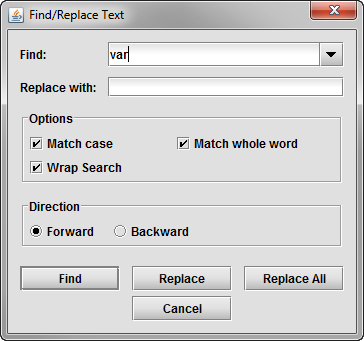 Find/Replace Text
Find: var
Replace with:
Options
Match case Match whole word
Wrap Search
Direction
Forward Backward
Find Replace Replace All
Cancel